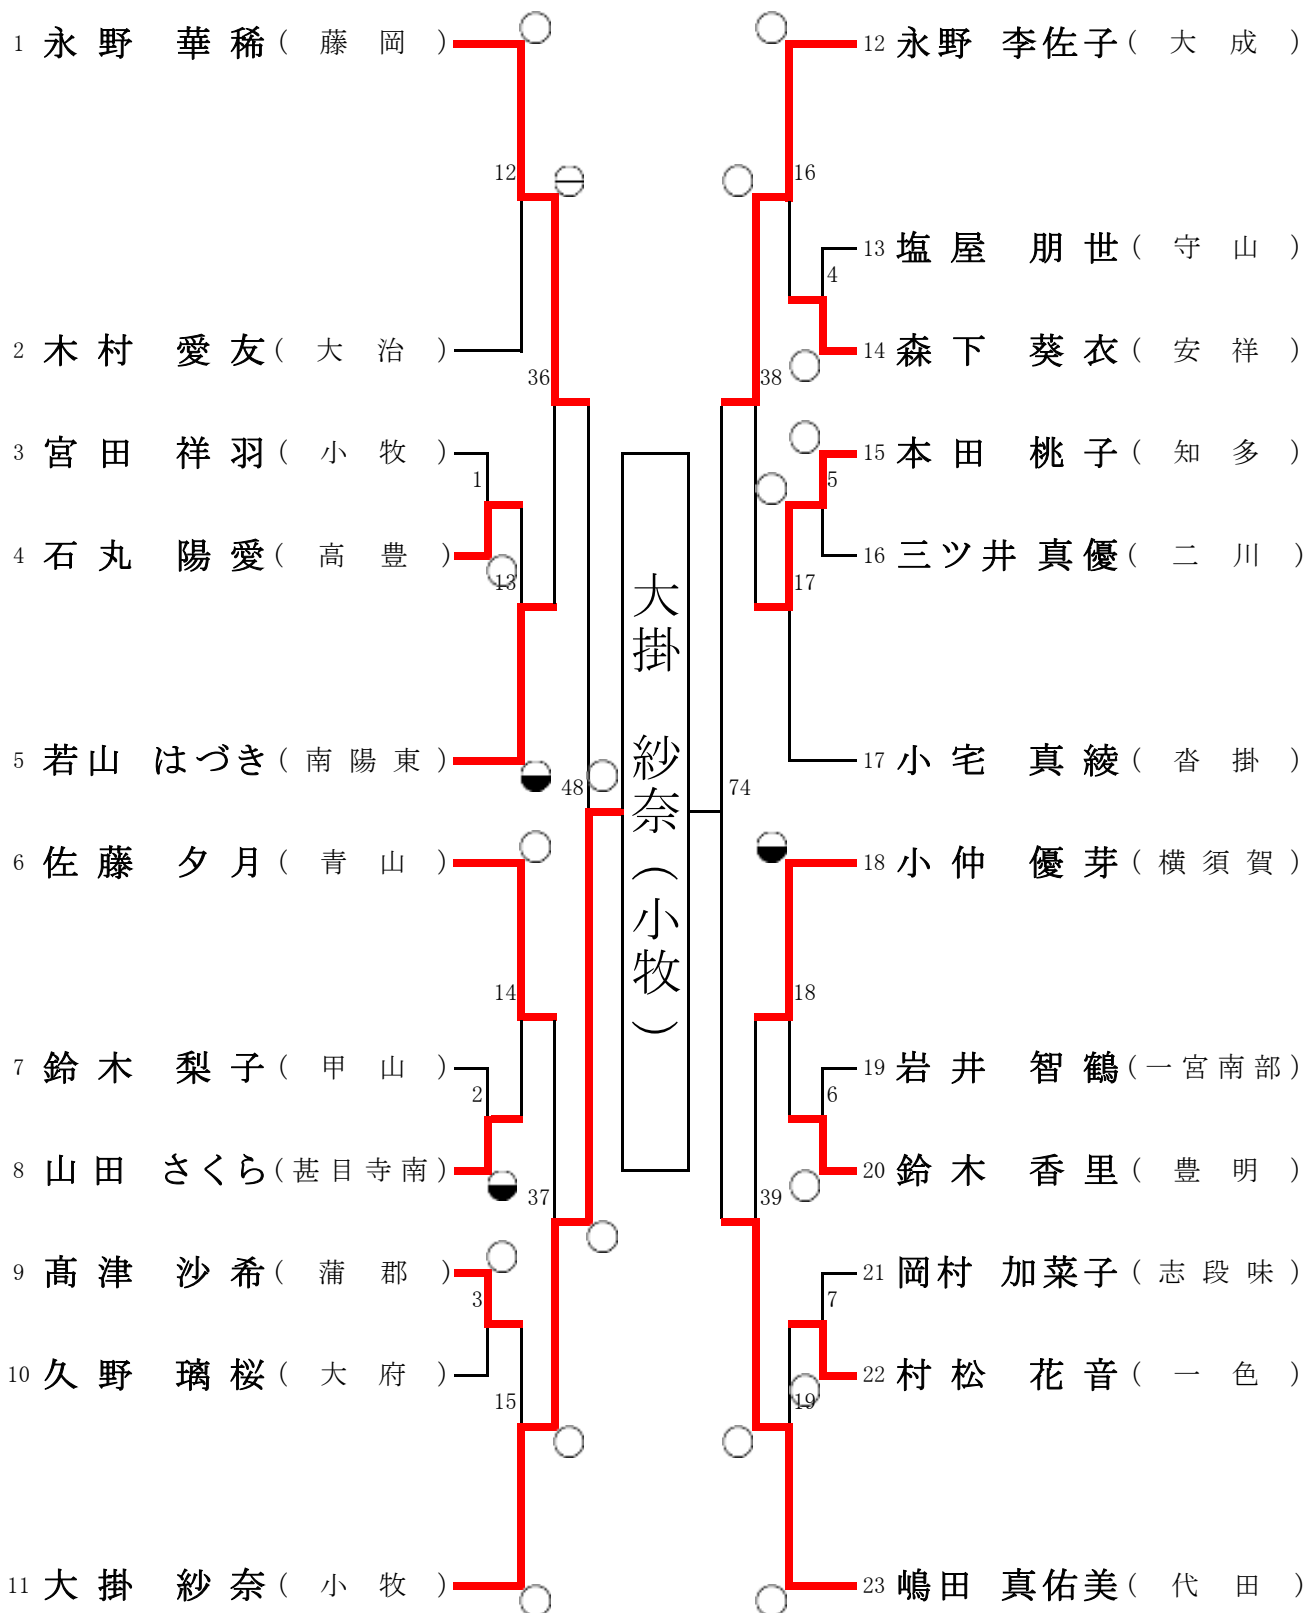 1 永野 華稀 ( 藤岡 )
12
2 木村 愛友 ( 大治 )
36
3 宮田 祥羽 ( 小牧 )
1
4 石丸 陽愛 ( 高豊 )
13
5 若山 はづき ( 南陽東 )
48
6 佐藤 夕月 ( 青山 )
14
7 鈴木 梨子 ( 甲山 )
2
8 山田 さくら ( 甚目寺南 )
37
9 髙津 沙希 ( 蒲郡 )
3
10 久野 璃桜 ( 大府 )
15
11 大掛 紗奈 ( 小牧 )
大掛 紗奈(小牧)
12 永野 李佐子 ( 大成 )
16
13 塩屋 朋世 ( 守山 )
4
14 森下 葵衣 ( 安祥 )
38
15 本田 桃子 ( 知多 )
5
16 三ツ井 真優 ( 二川 )
17
17 小宅 真綾 ( 沓掛 )
74
18 小仲 優芽 ( 横須賀 )
18
19 岩井 智鶴 ( 一宮南部 )
6
20 鈴木 香里 ( 豊明 )
39
21 岡村 加菜子 ( 志段味 )
7
22 村松 花音 ( 一色 )
19
23 嶋田 真佑美 ( 代田 )